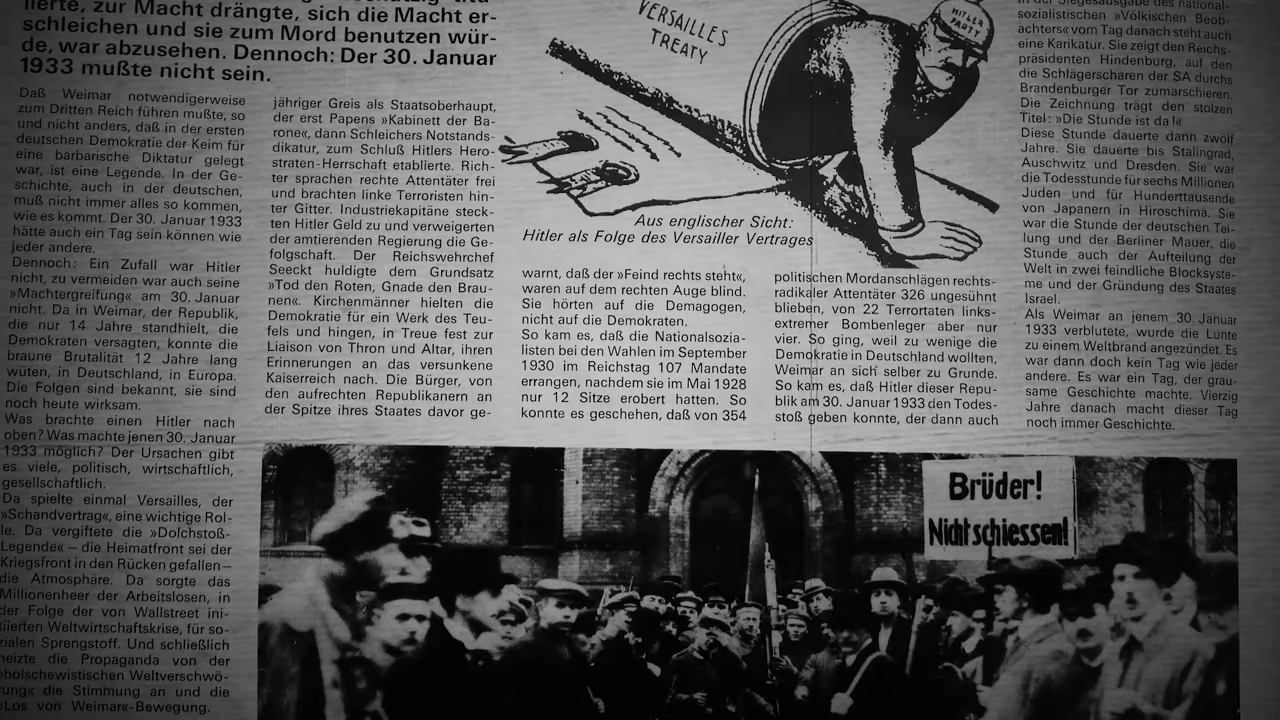 lierte, zur Macht drängte, sich die Macht er-
schleichen und sie zum Mord benutzen wür-
de, war abzusehen. Dennoch: Der 30. Januar
1933 mußte nicht sein.
Daß Weimar notwendigerweise
zum Dritten Reich führen mußte, so
und nicht anders, daß in der ersten
deutschen Demokratie der Keim für
eine barbarische Diktatur gelegt
war, ist eine Legende. In der Ge-
schichte, auch in der deutschen,
muß nicht immer alles so kommen,
wie es kommt. Der 30. Januar 1933
hätte auch ein Tag sein können wie
jeder andere.
Dennoch: Ein Zufall war Hitler
nicht, zu vermeiden war auch seine
»Machtergreifung« am 30. Januar
nicht. Da in Weimar, der Republik,
die nur 14 Jahre standhielt, die
Demokraten versagten, konnte die
braune Brutalität 12 Jahre lang
wüten, in Deutschland, in Europa.
Die Folgen sind bekannt, sie sind
noch heute wirksam.
Was brachte einen Hitler nach
oben? Was machte jenen 30. Januar
1933 möglich? Der Ursachen gibt
es viele, politisch, wirtschaftlich,
gesellschaftlich.
Da spielte einmal Versailles, der
»Schandvertrag«, eine wichtige Rol-
le. Da vergiftete die »Dolchstoß-
Legende« – die Heimatfront sei der
Kriegsfront in den Rücken gefallen –
die Atmosphäre. Da sorgte das
Millionenheer der Arbeitslosen, in
der Folge der von Wallstreet ini-
tiierten Weltwirtschaftskrise, für so-
zialen Sprengstoff. Und schließlich
heizte die Propaganda von der
bolschewistischen Weltverschwö-
rung« die Stimmung an und die
»Los von Weimar«-Bewegung.
jähriger Greis als Staatsoberhaupt,
der erst Papens »Kabinett der Ba-
rone«, dann Schleichers Notstands-
dikatur, zum Schluß Hitlers Hero-
straten-Herrschaft etablierte. Rich-
ter sprachen rechte Attentäter frei
und brachten linke Terroristen hin-
ter Gitter. Industriekapitäne steck-
ten Hitler Geld zu und verweigerten
der amtierenden Regierung die Ge-
folgschaft. Der Reichswehrchef
Seeckt huldigte dem Grundsatz
»Tod den Roten, Gnade den Brau-
nen«. Kirchenmänner hielten die
Demokratie für ein Werk des Teu-
fels und hingen, in Treue fest zur
Liaison von Thron und Altar, ihren
Erinnerungen an das versunkene
Kaiserreich nach. Die Bürger, von
den aufrechten Republikanern an
der Spitze ihres Staates davor ge-
VERSAILLES
TREATY
HITLER
PARTY
Aus englischer Sicht:
Hitler als Folge des Versailler Vertrages
warnt, daß der »Feind rechts steht«,
waren auf dem rechten Auge blind.
Sie hörten auf die Demagogen,
nicht auf die Demokraten.
So kam es, daß die Nationalsozia-
listen bei den Wahlen im September
1930 im Reichstag 107 Mandate
errangen, nachdem sie im Mai 1928
nur 12 Sitze erobert hatten. So
konnte es geschehen, daß von 354
politischen Mordanschlägen rechts-
radikaler Attentäter 326 ungesühnt
blieben, von 22 Terrortaten links-
extremer Bombenleger aber nur
vier. So ging, weil zu wenige die
Demokratie in Deutschland wollten,
Weimar an sich selber zu Grunde.
So kam es, daß Hitler dieser Repu-
blik am 30. Januar 1933 den Todes-
stoß geben konnte, der dann auch
In der Siegesausgabe des national-
sozialistischen »Völkischen Beob-
achters« vom Tag danach steht auch
eine Karikatur. Sie zeigt den Reichs-
präsidenten Hindenburg, auf den
die Schlägerscharen der SA durchs
Brandenburger Tor zumarschieren.
Die Zeichnung trägt den stolzen
Titel: »Die Stunde ist da!«
Diese Stunde dauerte dann zwölf
Jahre. Sie dauerte bis Stalingrad,
Auschwitz und Dresden. Sie war
die Todesstunde für sechs Millionen
Juden und für Hunderttausende
von Japanern in Hiroschima. Sie
war die Stunde der deutschen Tei-
lung und der Berliner Mauer, die
Stunde auch der Aufteilung der
Welt in zwei feindliche Blocksyste-
me und der Gründung des Staates
Israel.
Als Weimar an jenem 30. Januar
1933 verblutete, wurde die Lunte
zu einem Weltbrand angezündet. Es
war dann doch kein Tag wie jeder
andere. Es war ein Tag, der grau-
same Geschichte machte. Vierzig
Jahre danach macht dieser Tag
noch immer Geschichte.
Brüder!
Nicht schiessen!